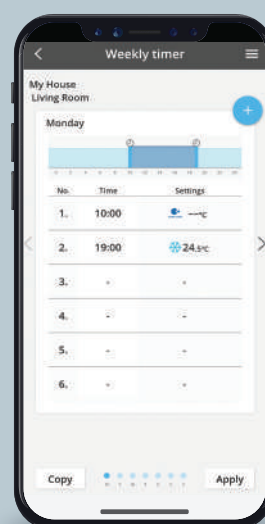 Weekly timer
My House
Living Room
+
Monday
No. Time Settings
1. 10:00 --°C
2. 19:00 24.5°C
3. - -
4. - -
5. - -
6. - -
Copy Apply